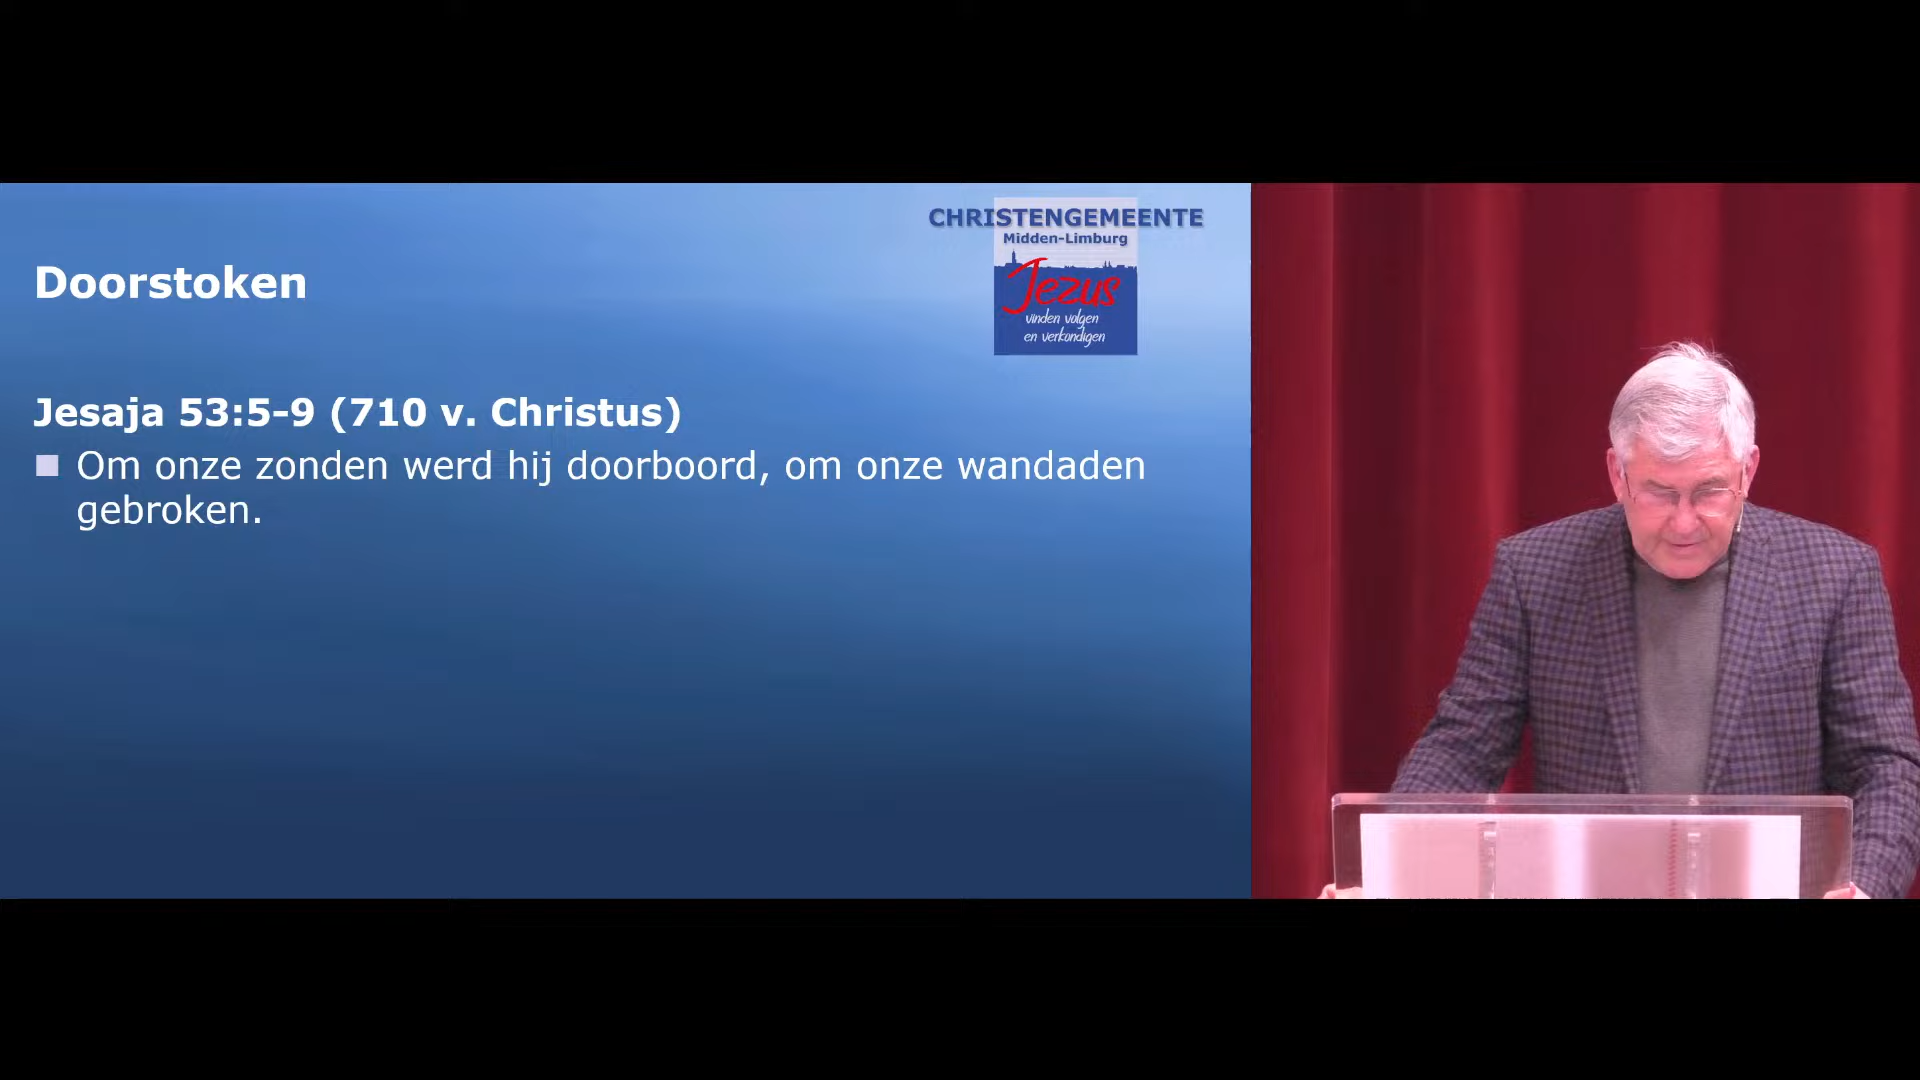 CHRISTENGEMEENTE
Midden-Limburg
Jezus
vinden volgen
en verkondigen
Doorstoken
Jesaja 53:5-9 (710 v. Christus)
Om onze zonden werd hij doorboord, om onze wandaden
gebroken.